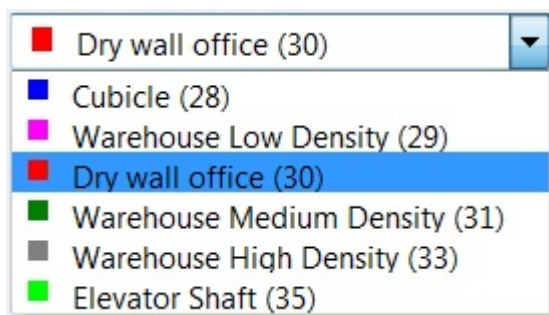 Dry wall office (30)
Cubicle (28)
Warehouse Low Density (29)
Dry wall office (30)
Warehouse Medium Density (31)
Warehouse High Density (33)
Elevator Shaft (35)